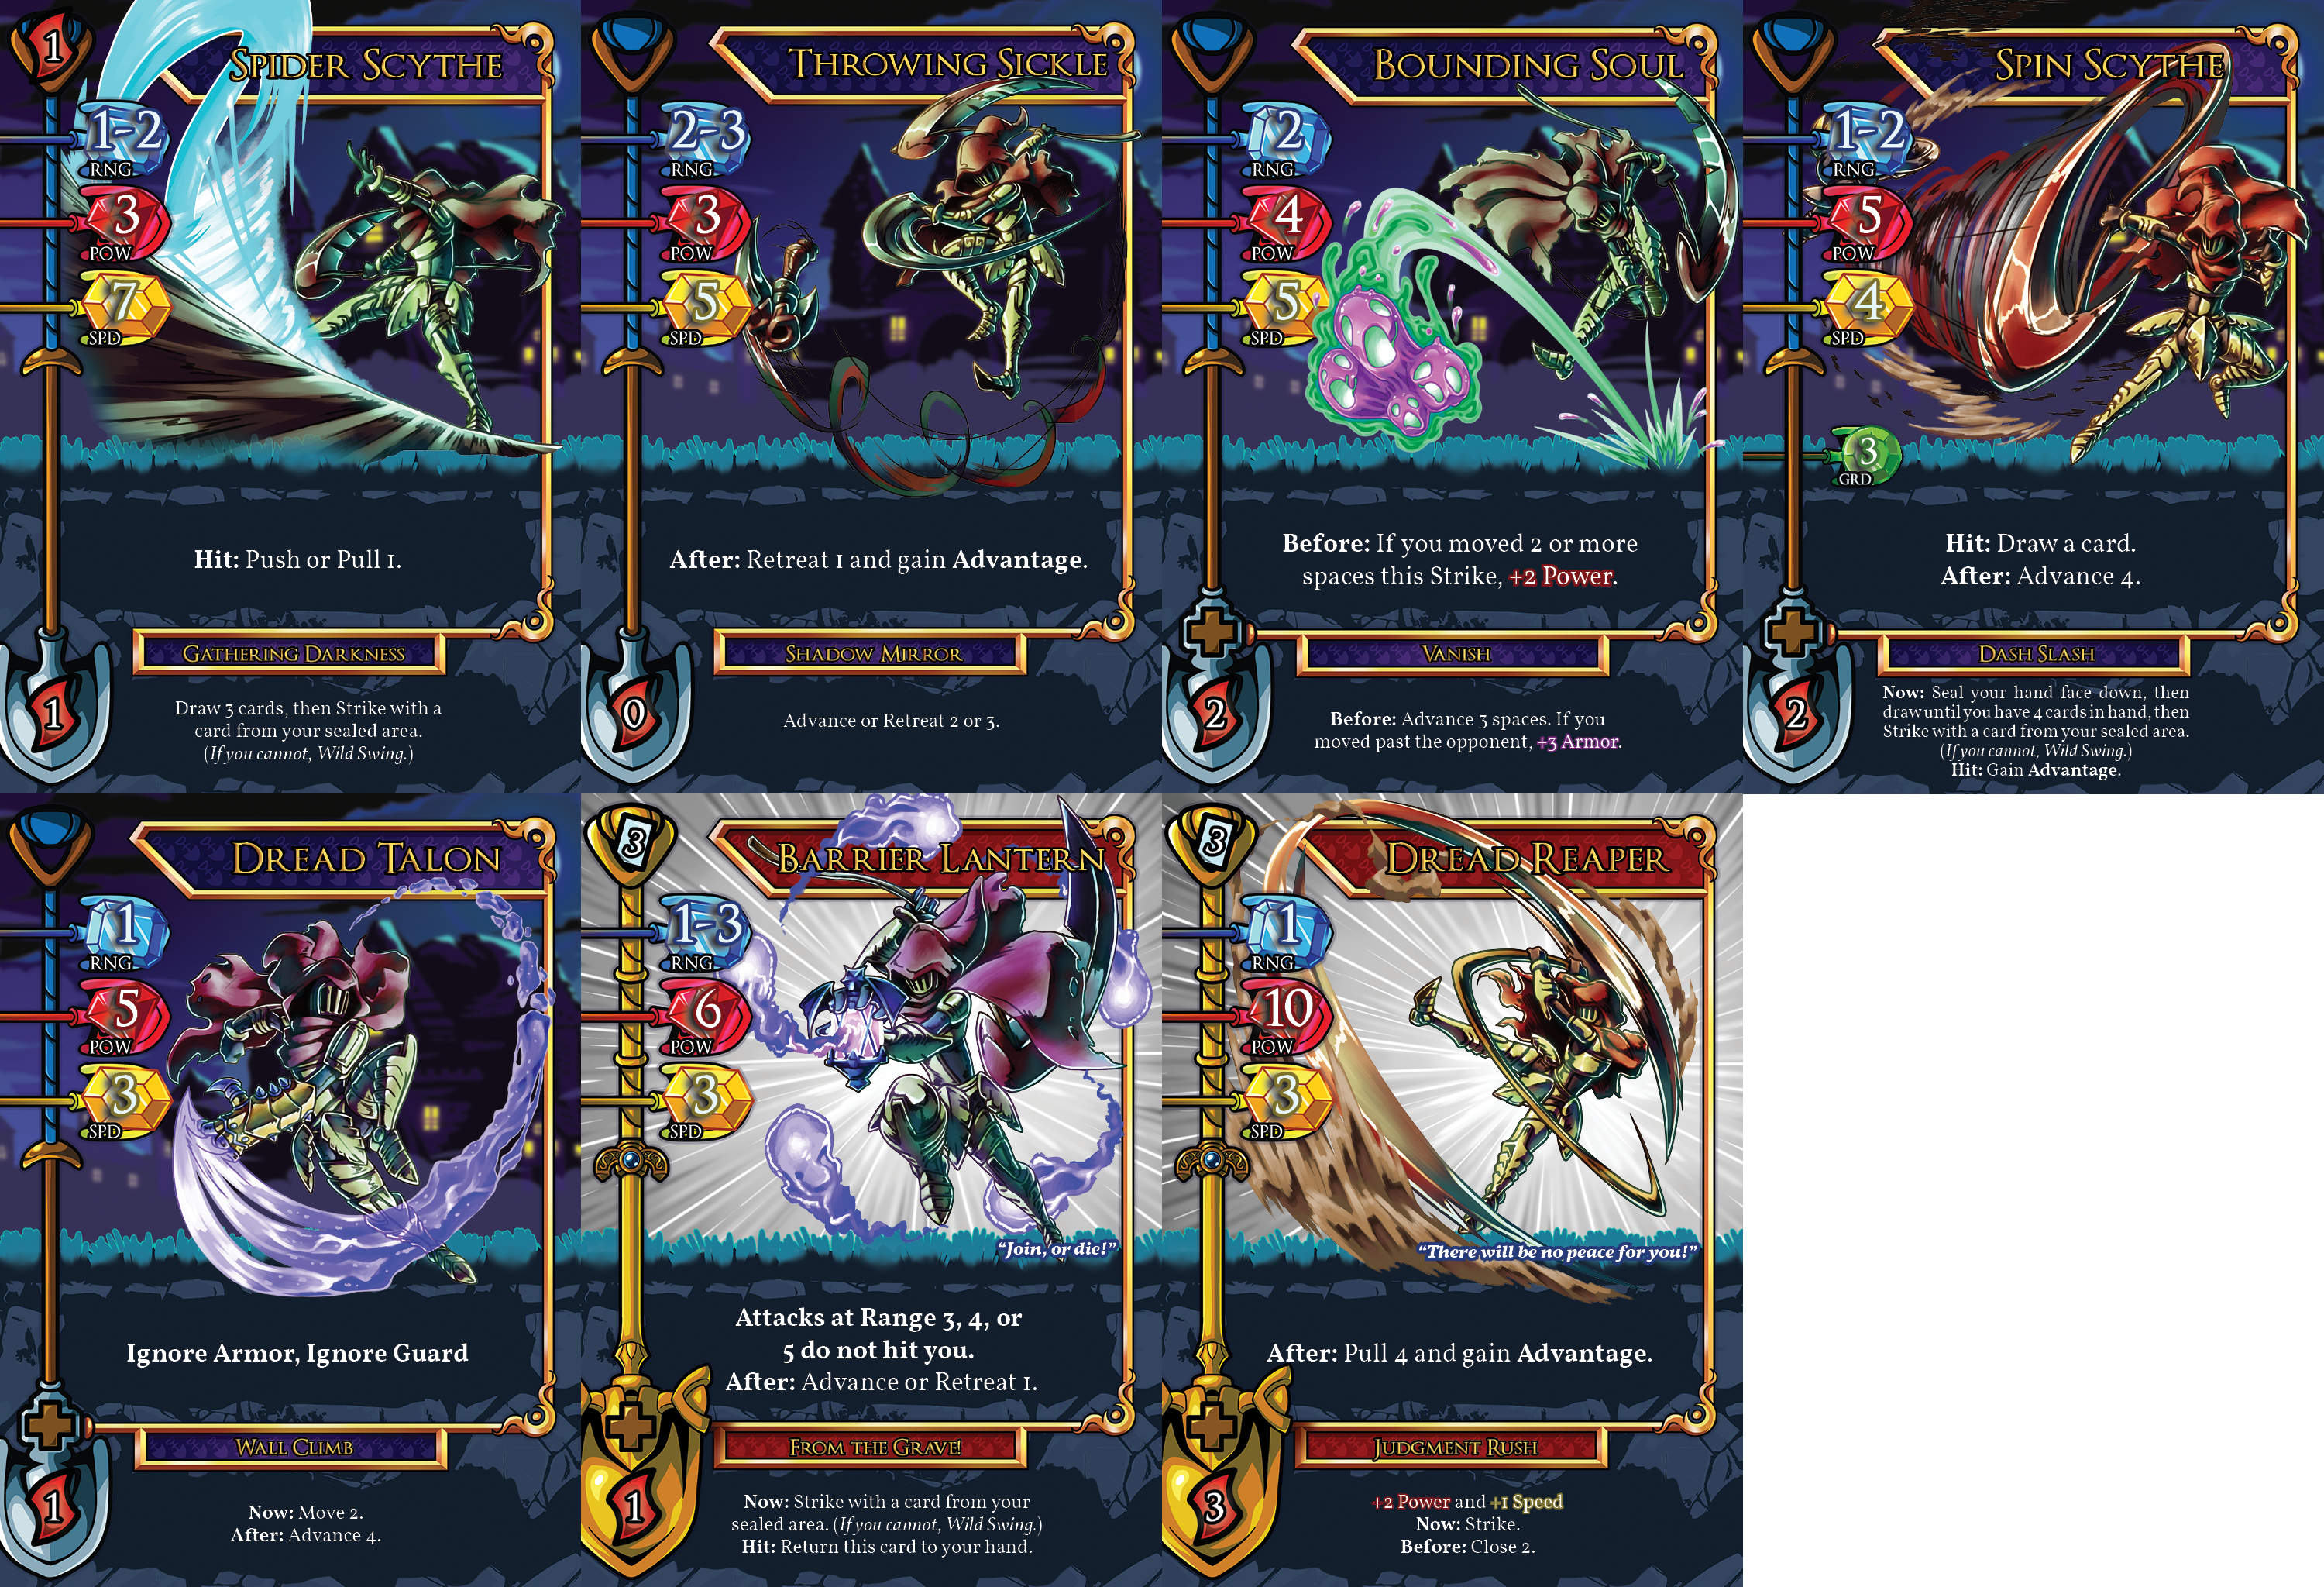 1
SPIDER SCYTHE
1-2
RNG
3
POW
7
SPD
Hit: Push or Pull 1.
GATHERING DARKNESS
1
Draw 3 cards, then Strike with a
card from your sealed area.
(If you cannot, Wild Swing.)
THROWING SICKLE
2-3
RNG
3
POW
5
SPD
After: Retreat 1 and gain Advantage.
SHADOW MIRROR
0
Advance or Retreat 2 or 3.
BOUNDING SOUL
2
RNG
4
POW
5
SPD
Before: If you moved 2 or more
spaces this Strike, +2 Power.
VANISH
2
Before: Advance 3 spaces. If you
moved past the opponent, +3 Armor.
SPIN SCYTHE
1-2
RNG
5
POW
4
SPD
3
GRD
Hit: Draw a card.
After: Advance 4.
DASH SLASH
2
Now: Seal your hand face down, then
draw until you have 4 cards in hand, then
Strike with a card from your sealed area.
(If you cannot, Wild Swing.)
Hit: Gain Advantage.
DREAD TALON
1
RNG
5
POW
3
SPD
Ignore Armor, Ignore Guard
WALL CLIMB
1
Now: Move 2.
After: Advance 4.
3
BARRIER LANTERN
1-3
RNG
6
POW
3
SPD
"Join, or die!"
Attacks at Range 3, 4, or
5 do not hit you.
After: Advance or Retreat 1.
FROM THE GRAVE!
1
Now: Strike with a card from your
sealed area. (If you cannot, Wild Swing.)
Hit: Return this card to your hand.
3
DREAD REAPER
1
RNG
10
POW
3
SPD
"There will be no peace for you!"
After: Pull 4 and gain Advantage.
JUDGMENT RUSH
3
+2 Power and +1 Speed
Now: Strike.
Before: Close 2.